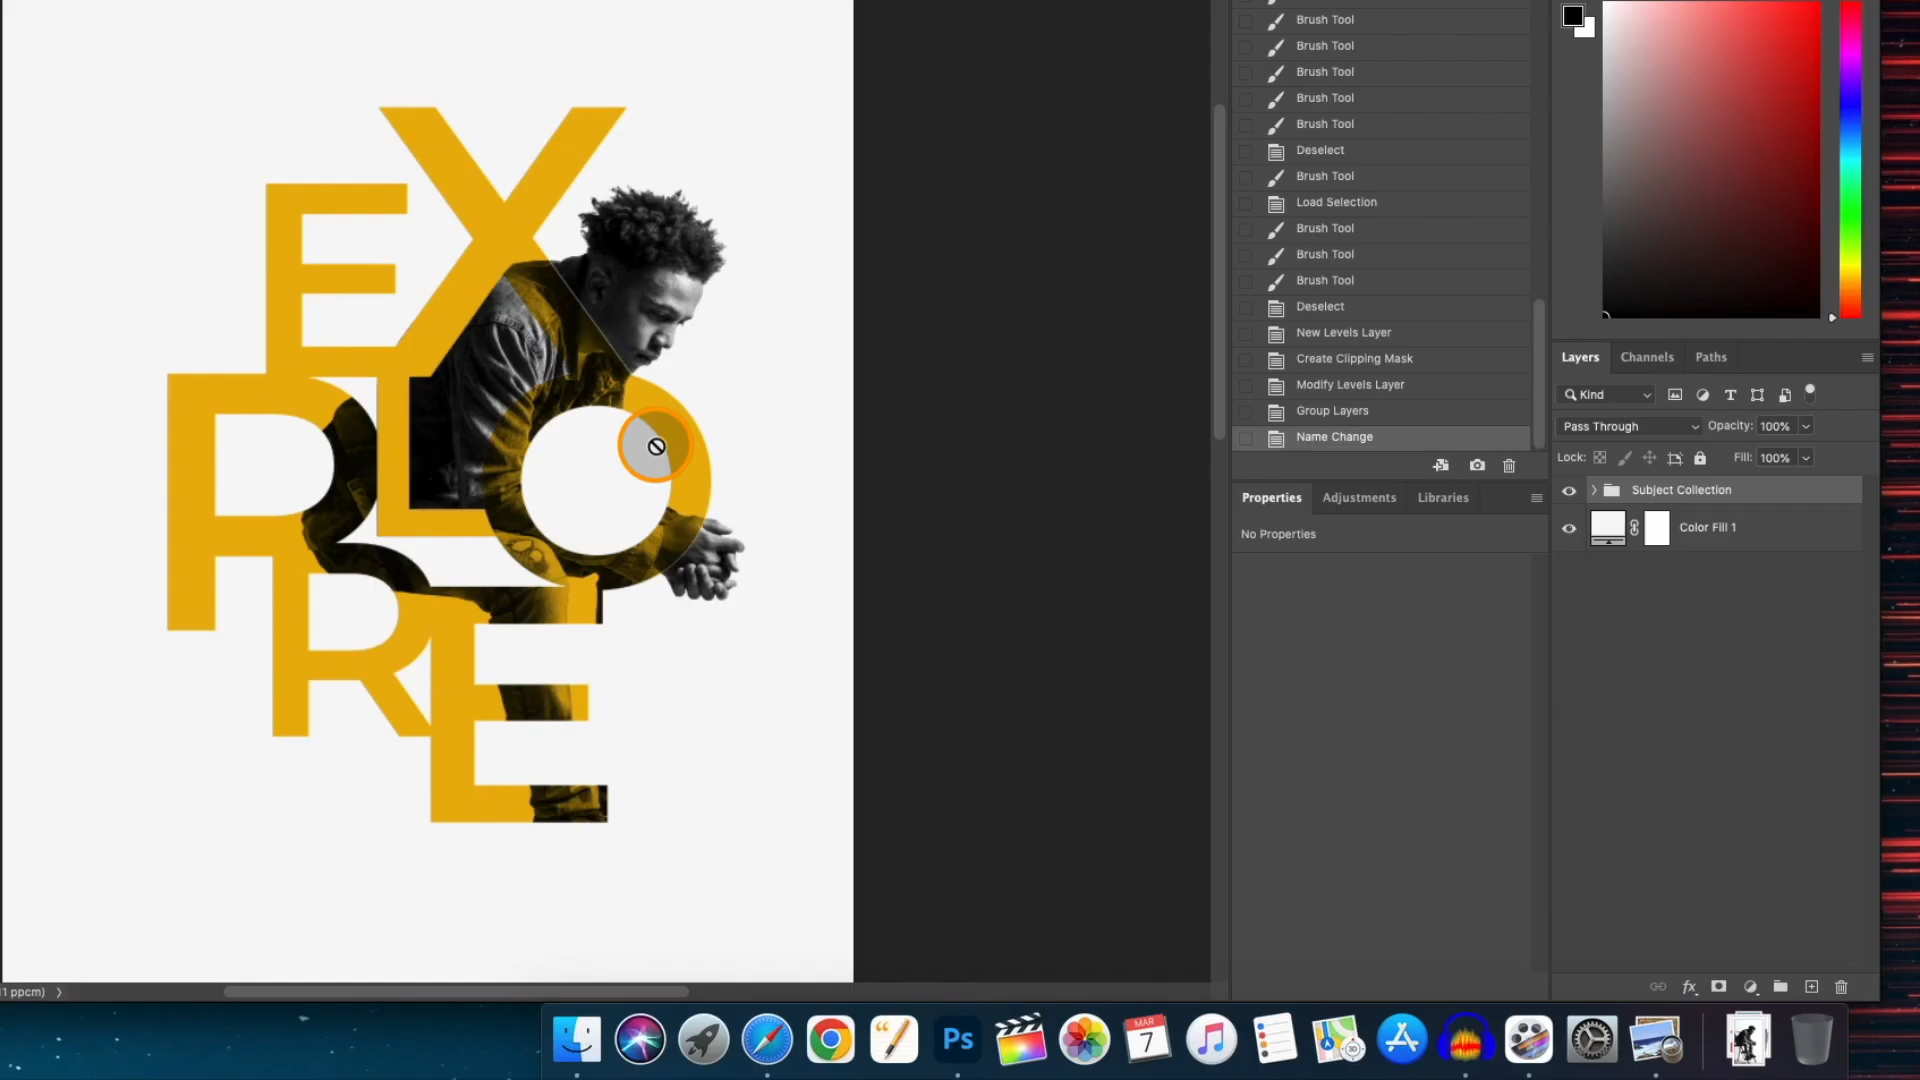 EXPLORE
1 ppcm)
Brush Tool
Brush Tool
Brush Tool
Brush Tool
Brush Tool
Deselect
Brush Tool
Load Selection
Brush Tool
Brush Tool
Brush Tool
Deselect
New Levels Layer
Create Clipping Mask
Modify Levels Layer
Group Layers
Name Change
Properties Adjustments Libraries
No Properties
Layers Channels Paths
Kind
Pass Through Opacity: 100%
Lock: Fill: 100%
Subject Collection
Color Fill 1
fx
Ps
MAR
7